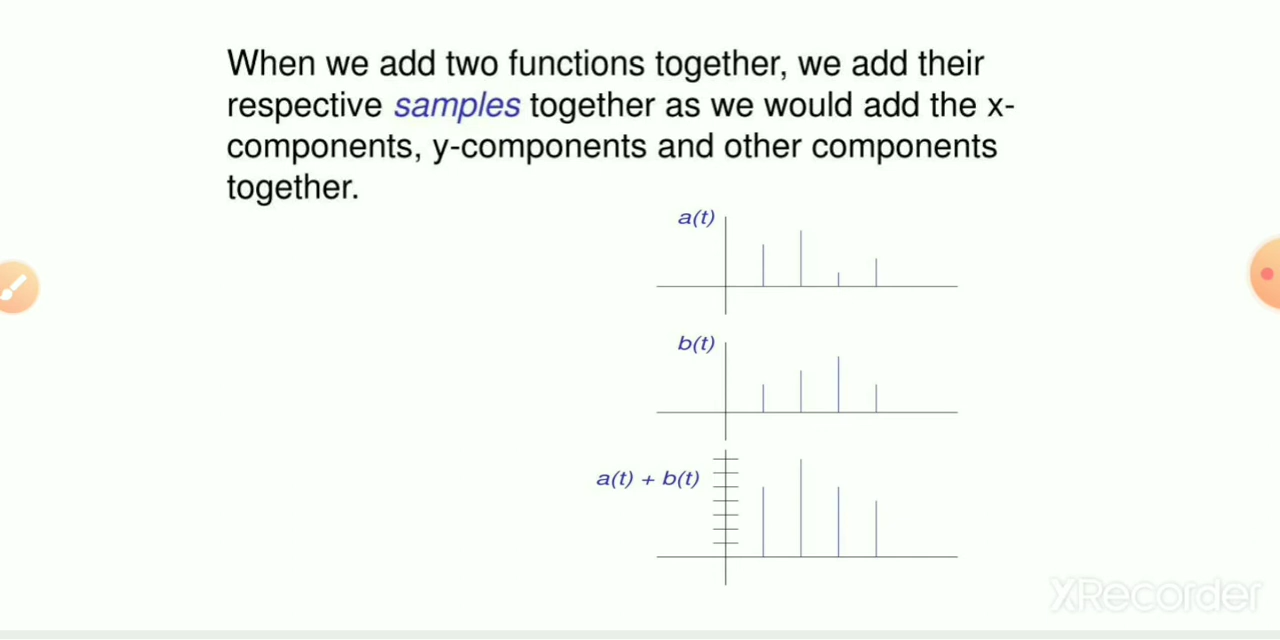 When we add two functions together, we add their
respective samples together as we would add the x-
components, y-components and other components
together.
a(t)
b(t)
a(t) + b(t)
XRecorder